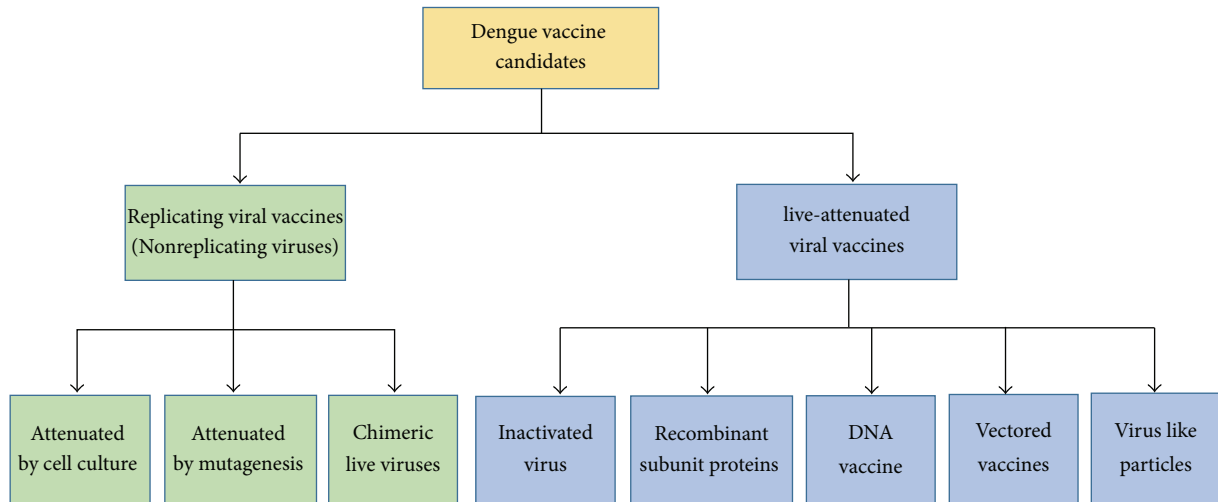 Dengue vaccine
candidates
Replicating viral vaccines
(Nonreplicating viruses)
live-attenuated
viral vaccines
Attenuated
by cell culture
Attenuated
by mutagenesis
Chimeric
live viruses
Inactivated
virus
Recombinant
subunit proteins
DNA
vaccine
Vectored
vaccines
Virus like
particles